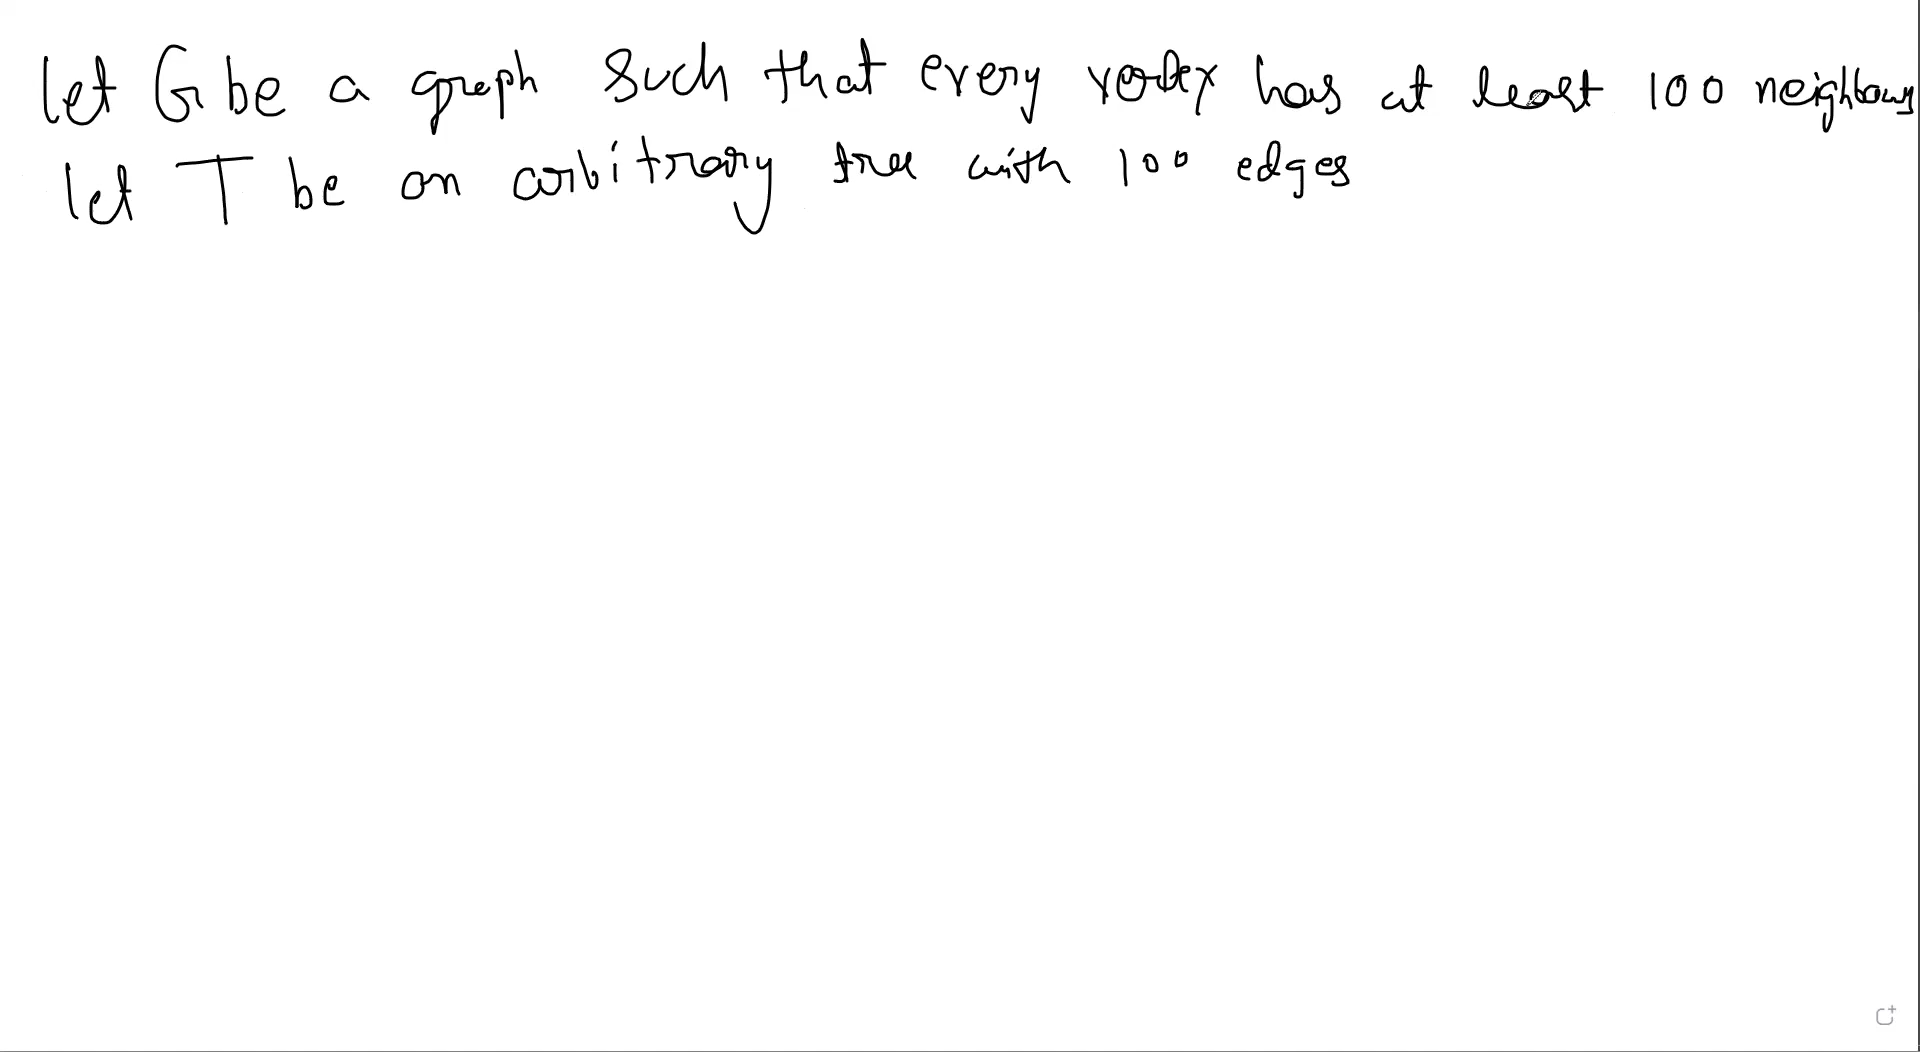 let G be a graph such that every vertex has at least 100 neighbours
let T be an arbitrary tree with 100 edges